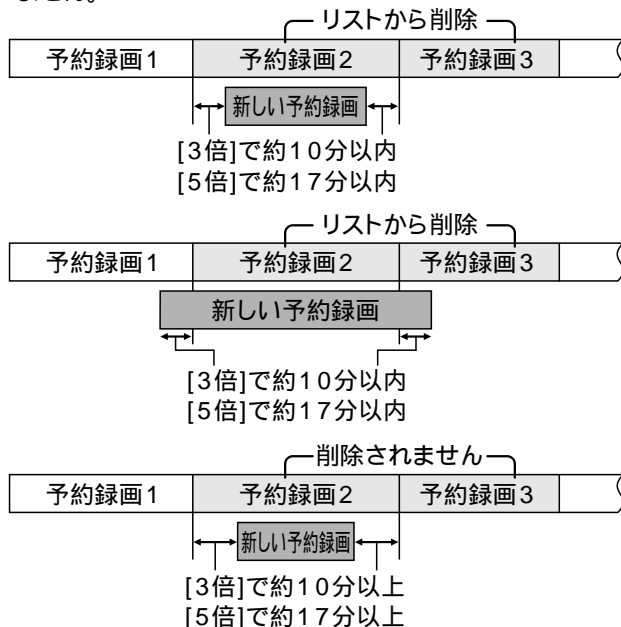 リストから削除
予約録画1 予約録画2 予約録画3
新しい予約録画
[3倍]で約10分以内
[5倍]で約17分以内
リストから削除
予約録画1 予約録画2 予約録画3
新しい予約録画
[3倍]で約10分以内
[5倍]で約17分以内
削除されません
予約録画1 予約録画2 予約録画3
新しい予約録画
[3倍]で約10分以上
[5倍]で約17分以上